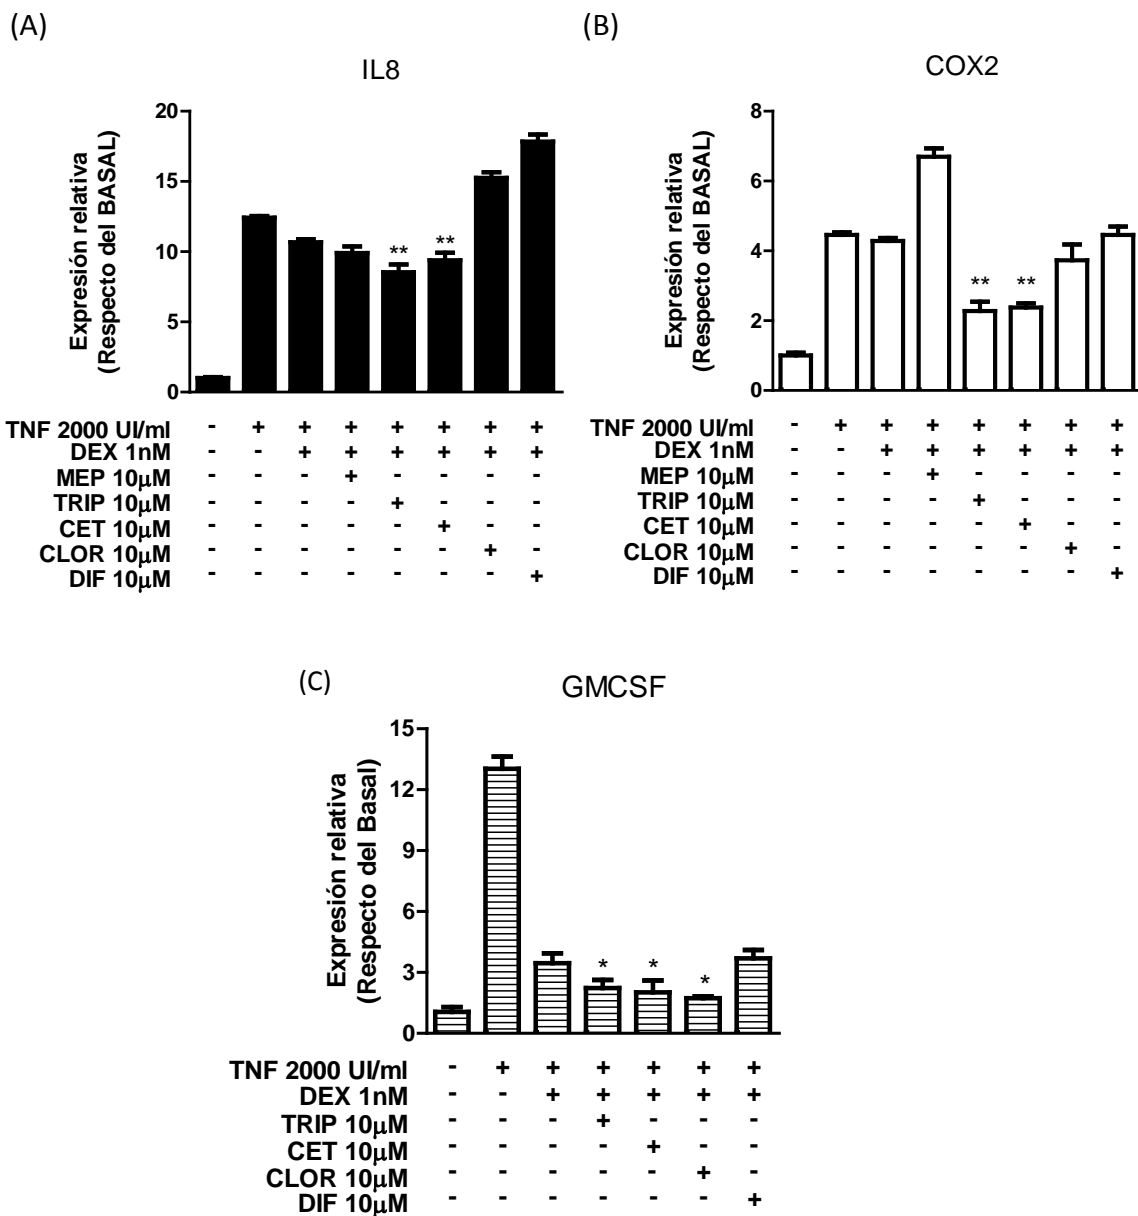 (A)
IL8
Expresión relativa
(Respecto del BASAL)
20
15
10
5
0
** **
TNF 2000 UI/ml - + + + + + + +
DEX 1nM - - + + + + + +
MEP 10μM - - - + - - - -
TRIP 10μM - - - - + - - -
CET 10μM - - - - - + - -
CLOR 10μM - - - - - - + -
DIF 10μM - - - - - - - +
(B)
COX2
Expresión relativa
(Respecto del BASAL)
8
6
4
2
0
** **
TNF 2000 UI/ml - + + + + + + +
DEX 1nM - - + + + + + +
MEP 10μM - - - + - - - -
TRIP 10μM - - - - + - - -
CET 10μM - - - - - + - -
CLOR 10μM - - - - - - + -
DIF 10μM - - - - - - - +
(C)
GMCSF
Expresión relativa
(Respecto del Basal)
15
12
9
6
3
0
* * *
TNF 2000 UI/ml - + + + + + +
DEX 1nM - - + + + + +
TRIP 10μM - - - + - - -
CET 10μM - - - - + - -
CLOR 10μM - - - - - + -
DIF 10μM - - - - - - +